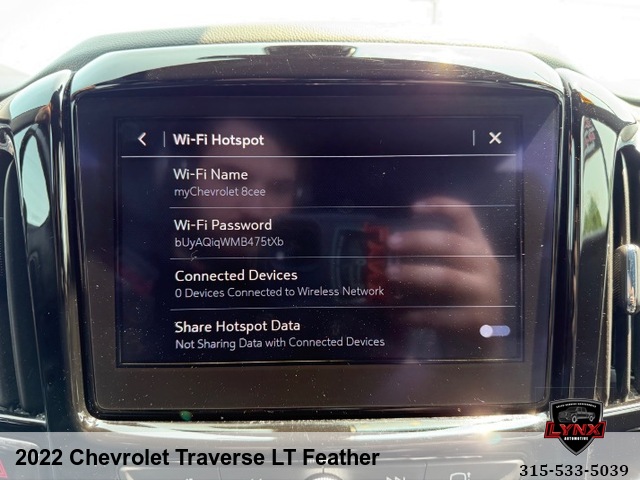 Wi-Fi Hotspot
Wi-Fi Name
myChevrolet 8cee
Wi-Fi Password
bUyAQiqWMB475tXb
Connected Devices
0 Devices Connected to Wireless Network
Share Hotspot Data
Not Sharing Data with Connected Devices
LYNX
AUTOMOTIVE
2022 Chevrolet Traverse LT Feather
315-533-5039